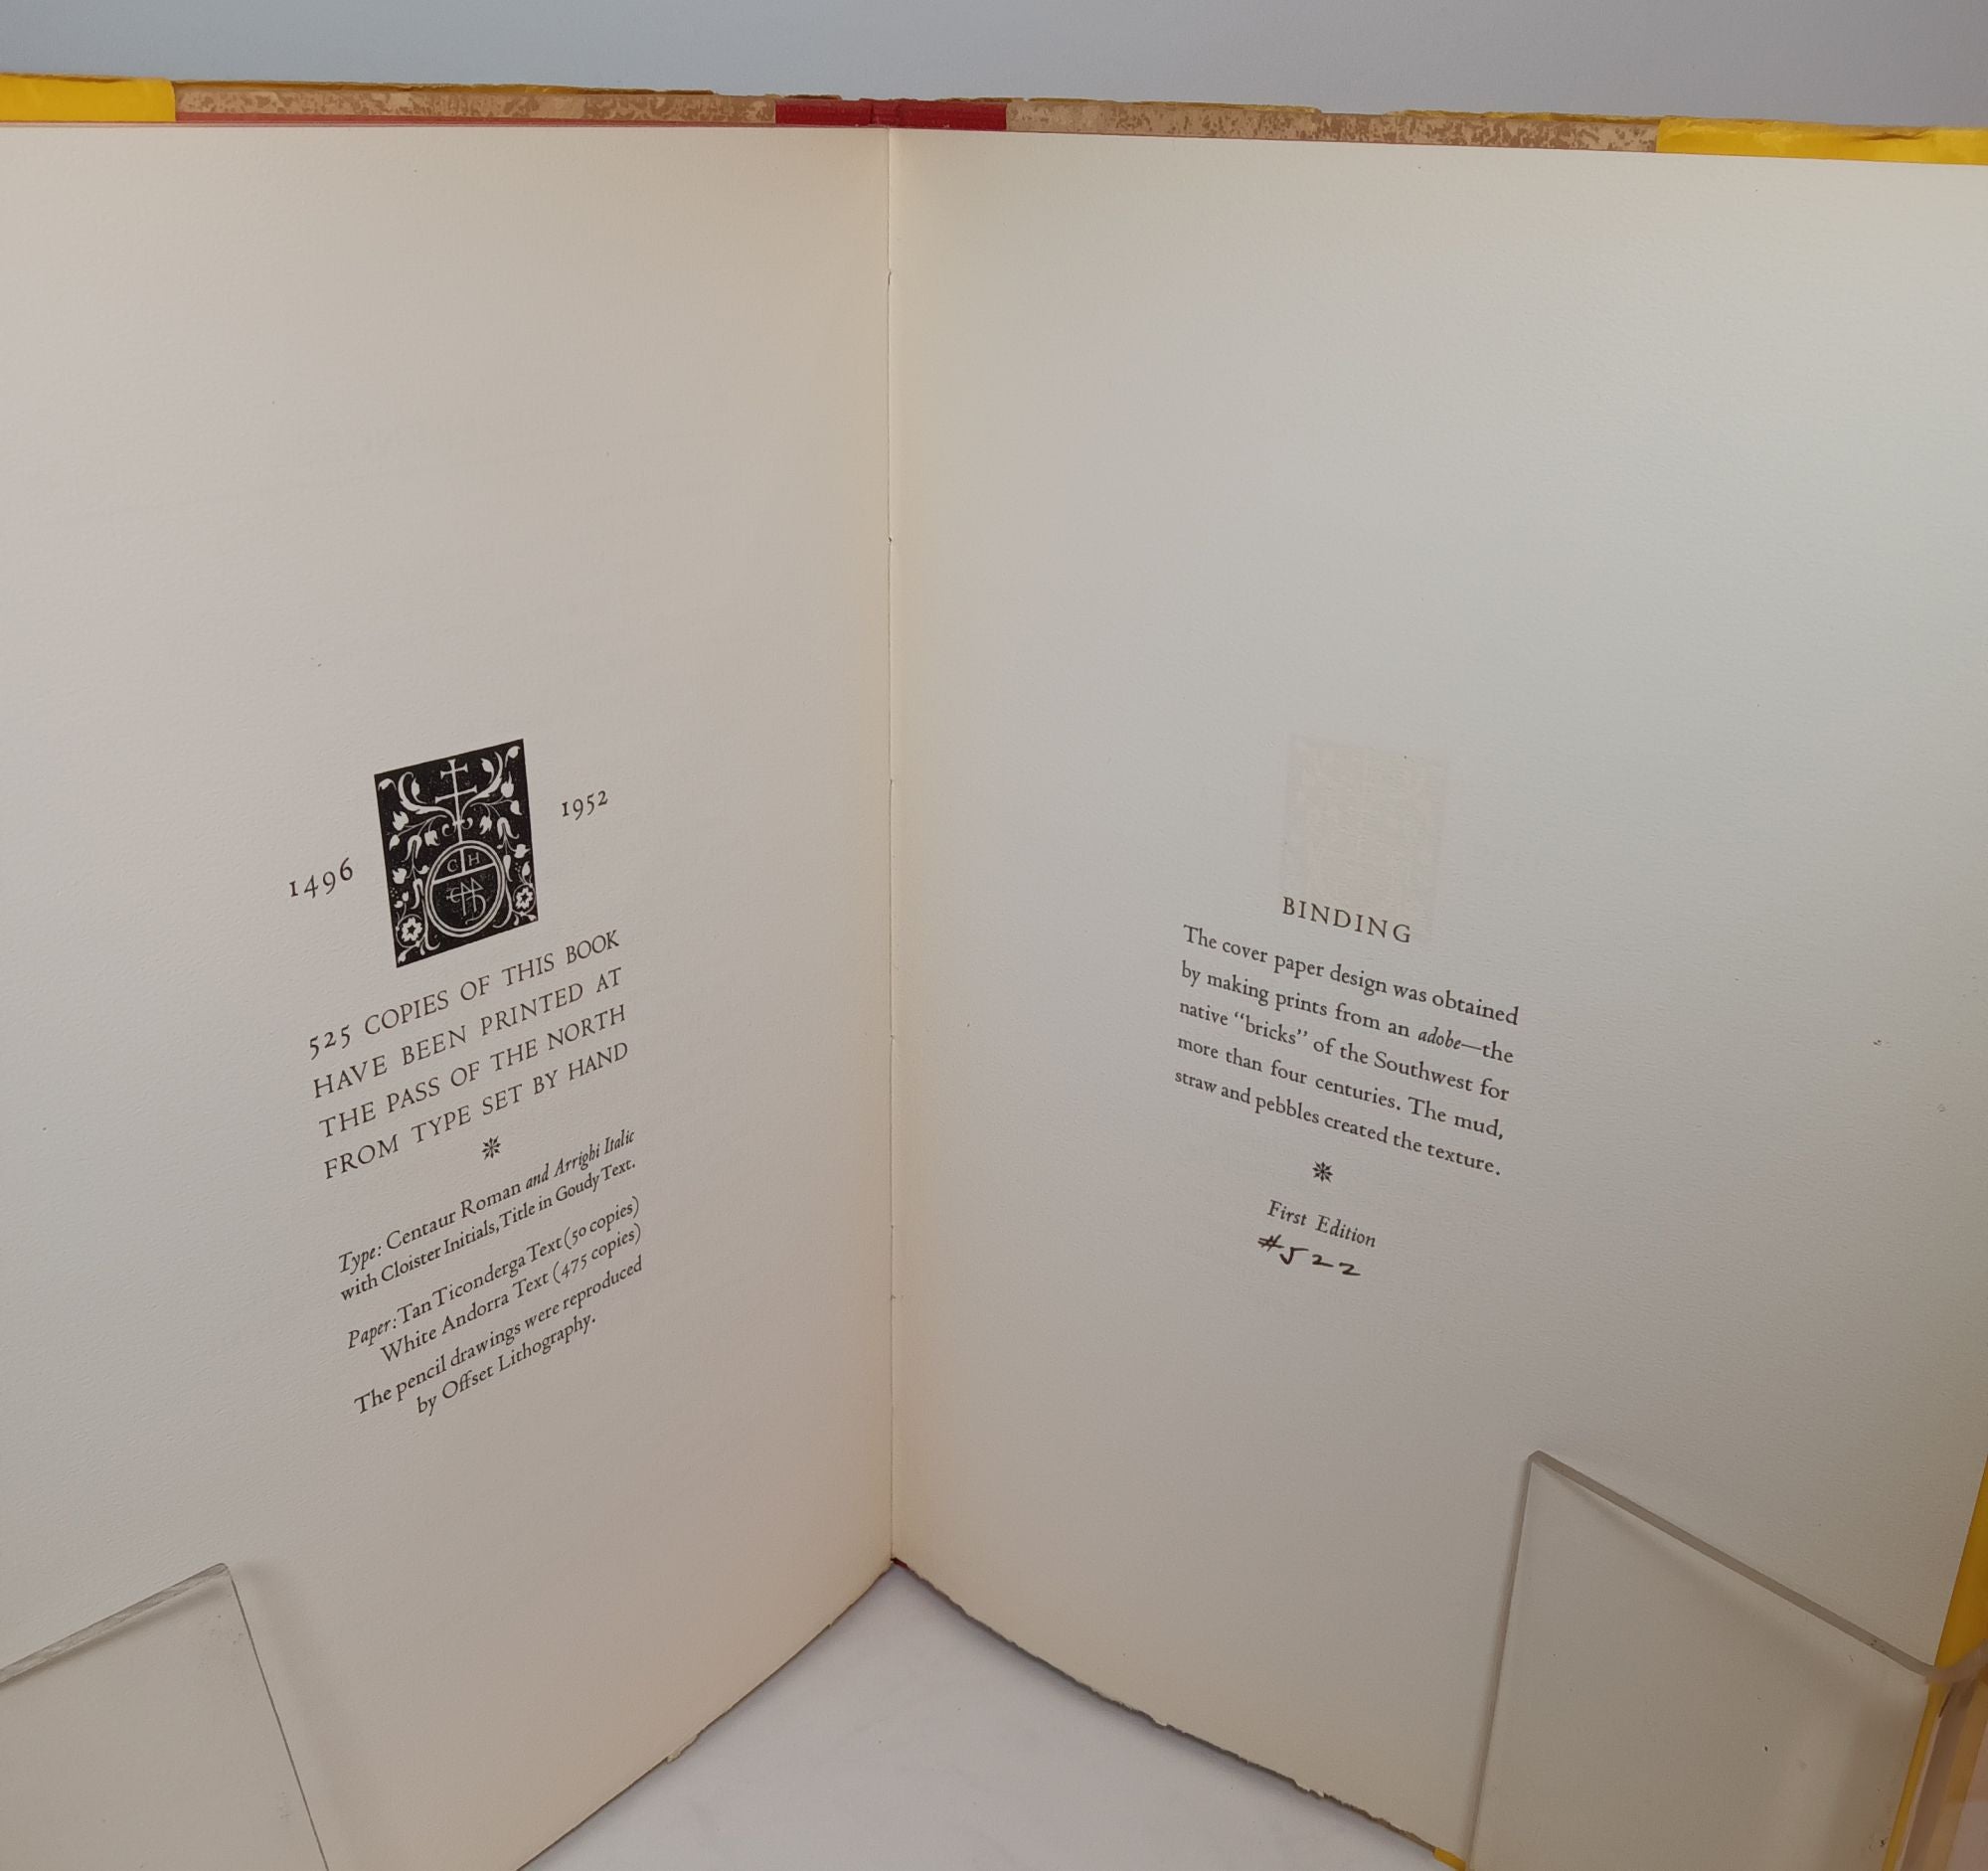 1496
1952
C H
525 COPIES OF THIS BOOK
HAVE BEEN PRINTED AT
THE PASS OF THE NORTH
FROM TYPE SET BY HAND
Type: Centaur Roman and Arrighi Italic
with Cloister Initials, Title in Goudy Text.
Paper: Tan Ticonderga Text (50 copies)
White Andorra Text (475 copies)
The pencil drawings were reproduced
by Offset Lithography.
BINDING
The cover paper design was obtained
by making prints from an adobe—the
native “bricks” of the Southwest for
more than four centuries. The mud,
straw and pebbles created the texture.
First Edition
#522